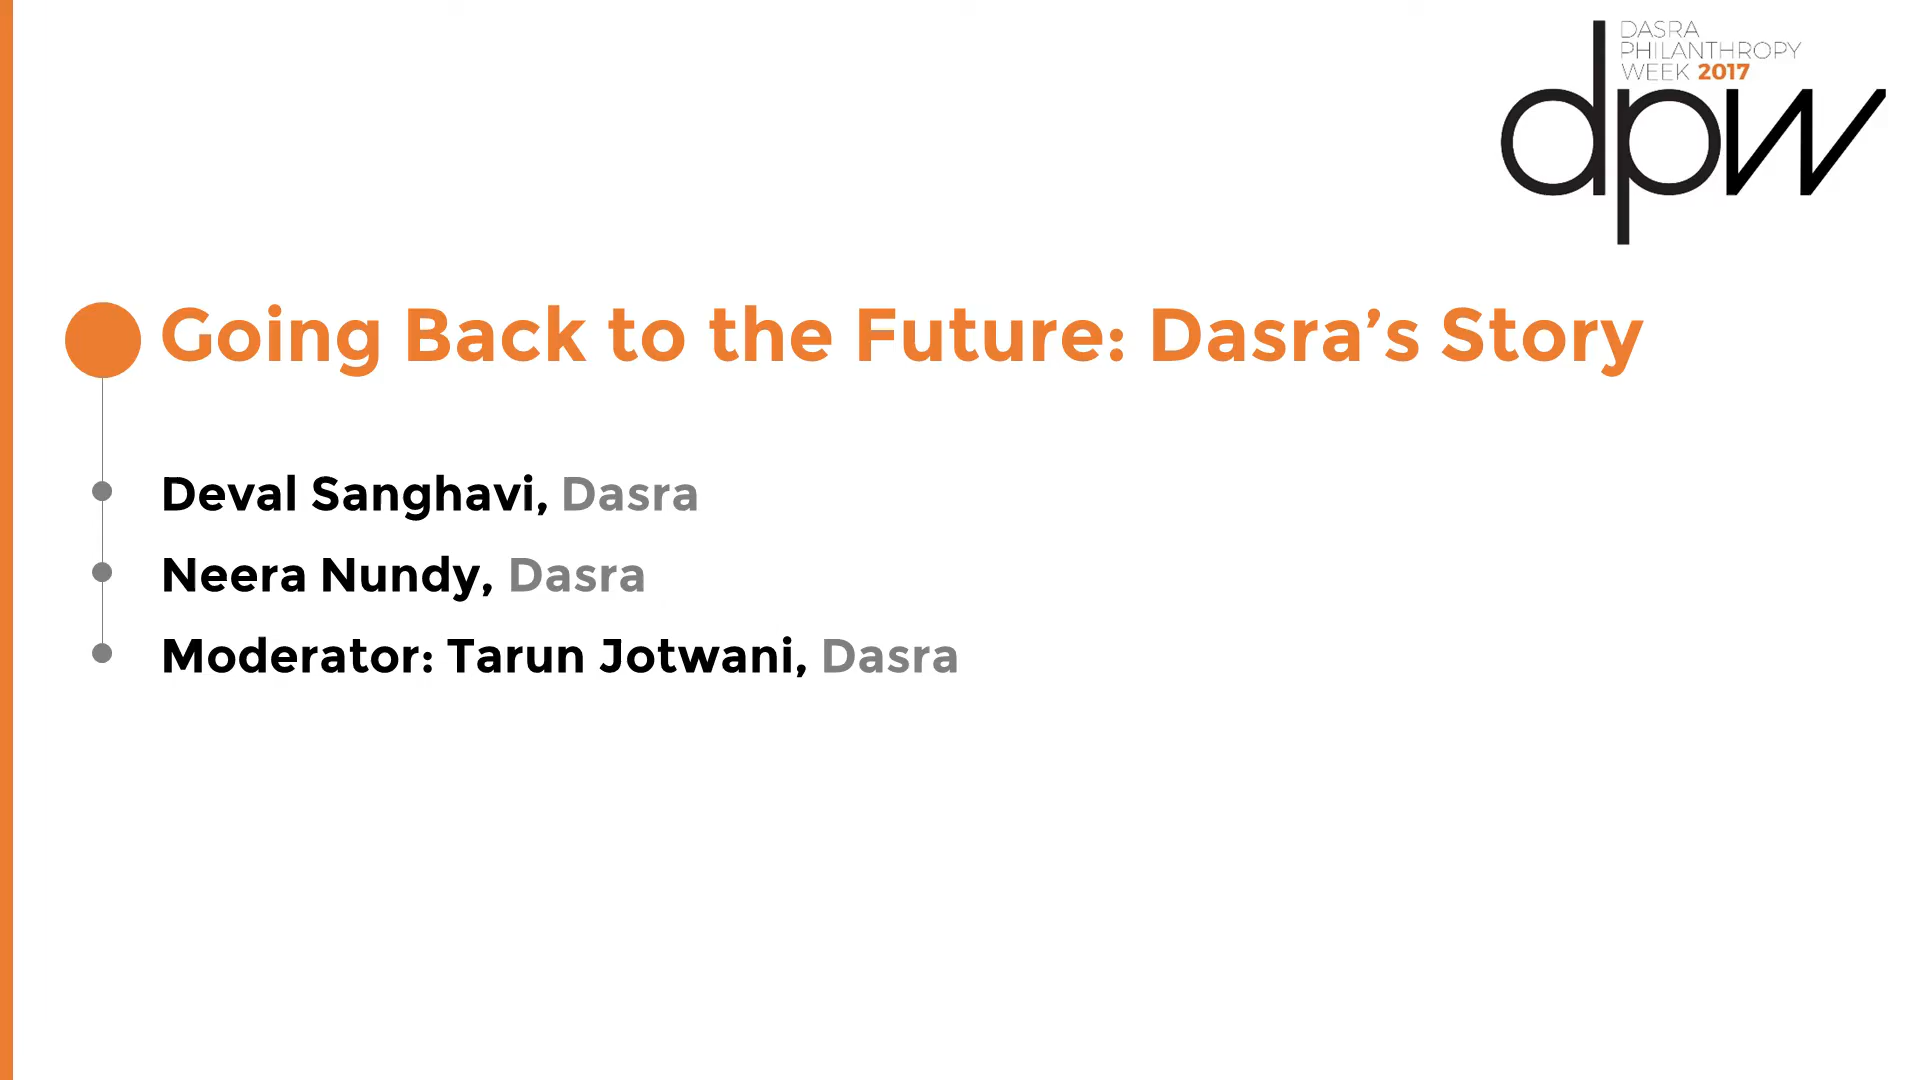 DASRA
PHILANTHROPY
WEEK 2017
dpw
Going Back to the Future: Dasra’s Story
Deval Sanghavi, Dasra
Neera Nundy, Dasra
Moderator: Tarun Jotwani, Dasra